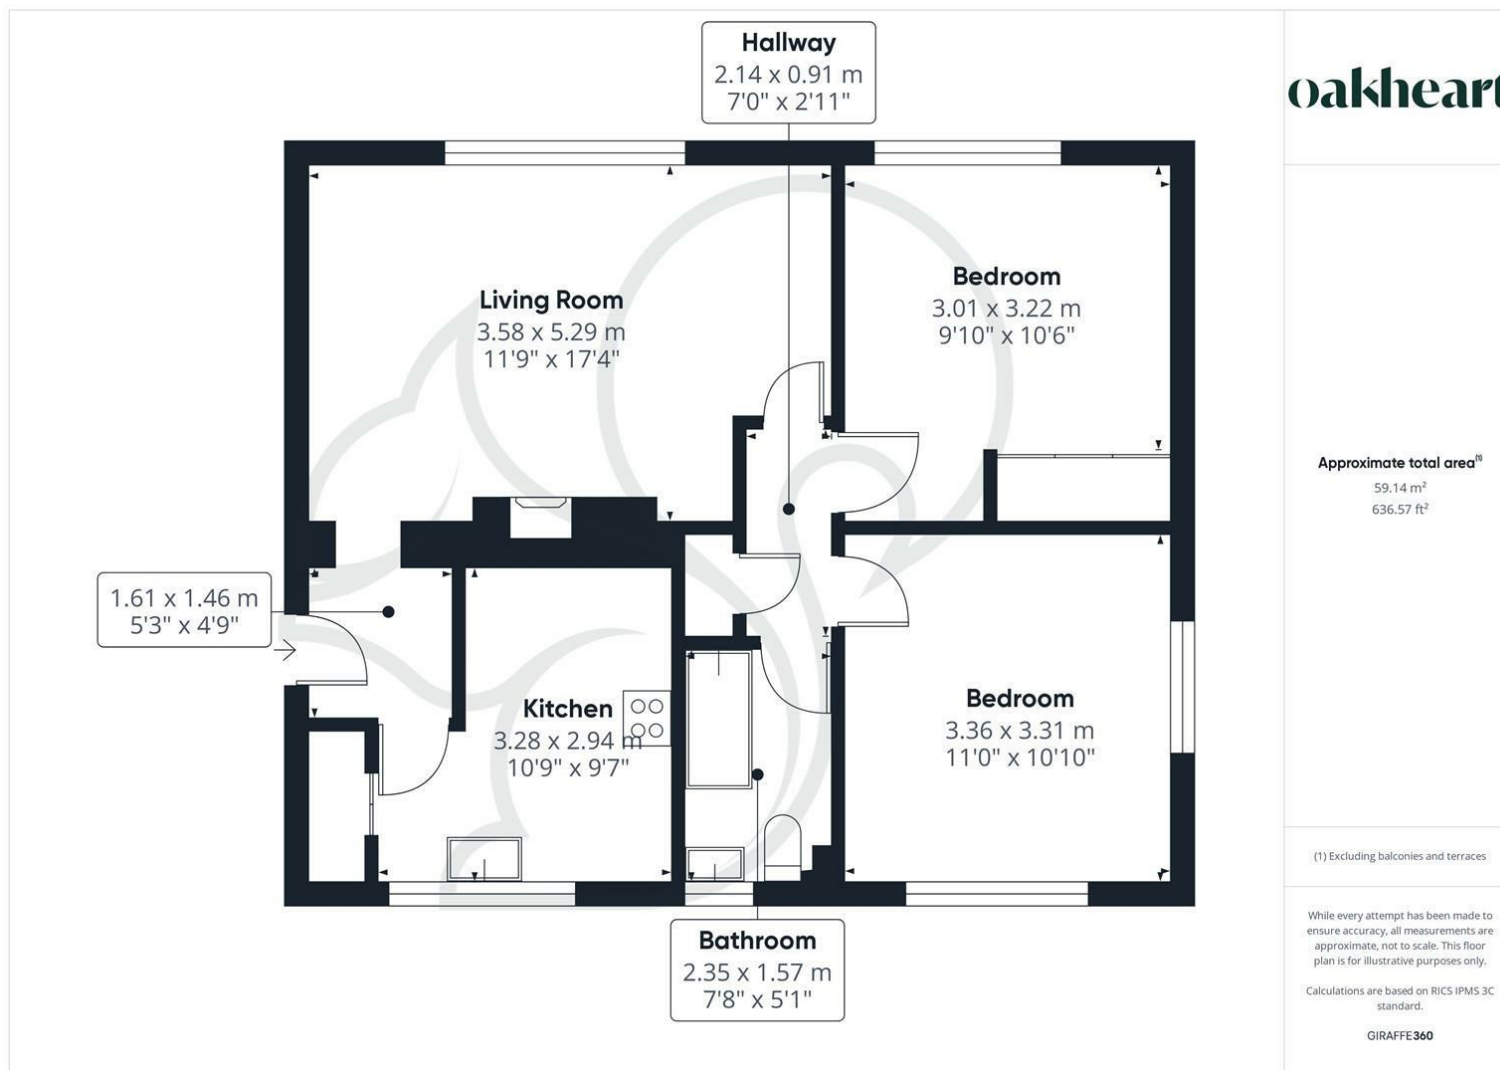 Hallway
2.14 x 0.91 m
7'0" x 2'11"
oakheart
Living Room
3.58 x 5.29 m
11'9" x 17'4"
Bedroom
3.01 x 3.22 m
9'10" x 10'6"
Approximate total area(1)
59.14 m²
636.57 ft²
1.61 x 1.46 m
5'3" x 4'9"
Kitchen
3.28 x 2.94 m
10'9" x 9'7"
Bedroom
3.36 x 3.31 m
11'0" x 10'10"
Bathroom
2.35 x 1.57 m
7'8" x 5'1"
(1) Excluding balconies and terraces
While every attempt has been made to
ensure accuracy, all measurements are
approximate, not to scale. This floor
plan is for illustrative purposes only.
Calculations are based on RICS IPMS 3C
standard.
GIRAFFE360